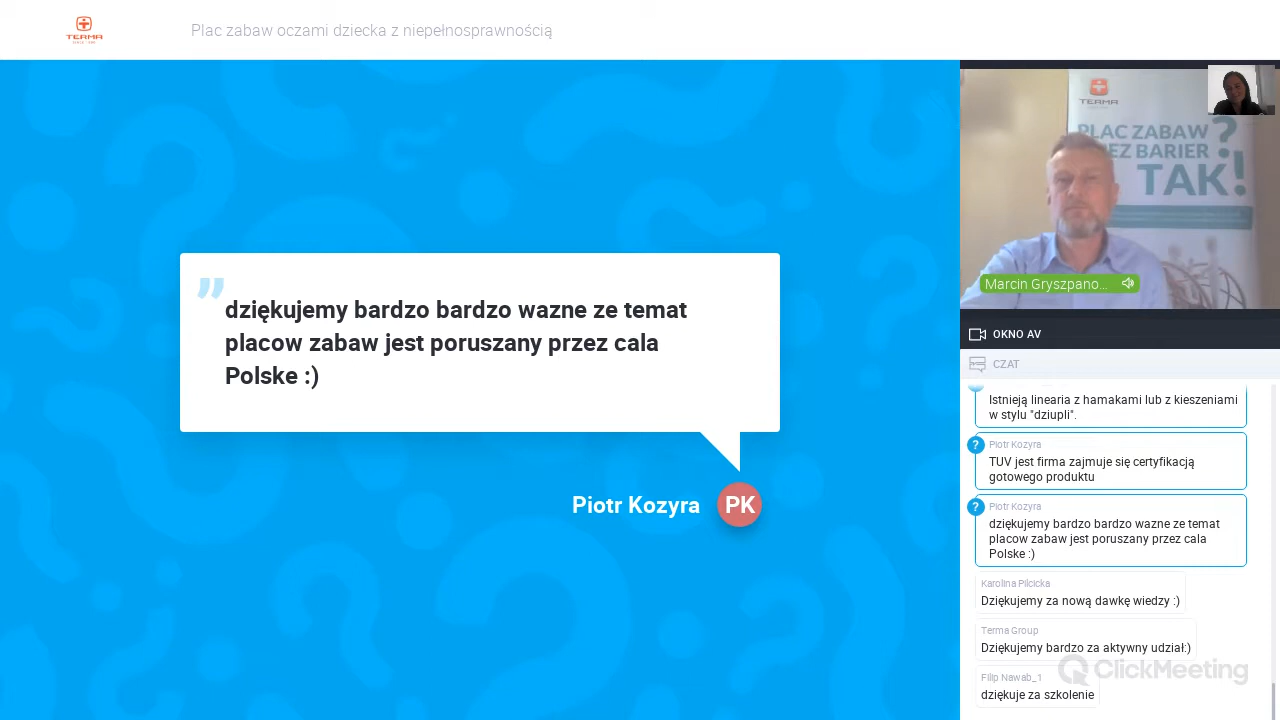 TERMA
Plac zabaw oczami dziecka z niepełnosprawnością
”
dziękujemy bardzo bardzo wazne ze temat
placow zabaw jest poruszany przez cala
Polske :)
Piotr Kozyra PK
TERMA
PLAC ZABAW
BEZ BARIER ?
TAK!
Marcin Gryszpano...
OKNO AV
CZAT
Istnieją linearia z hamakami lub z kieszeniami
w stylu "dziupli".
? Piotr Kozyra
TUV jest firma zajmuje się certyfikacją
gotowego produktu
? Piotr Kozyra
dziękujemy bardzo bardzo wazne ze temat
placow zabaw jest poruszany przez cala
Polske :)
Karolina Pilcicka
Dziękujemy za nową dawkę wiedzy :)
Terma Group
Dziękujemy bardzo za aktywny udział:)
ClickMeeting
Filip Nawab_1
dziękuje za szkolenie